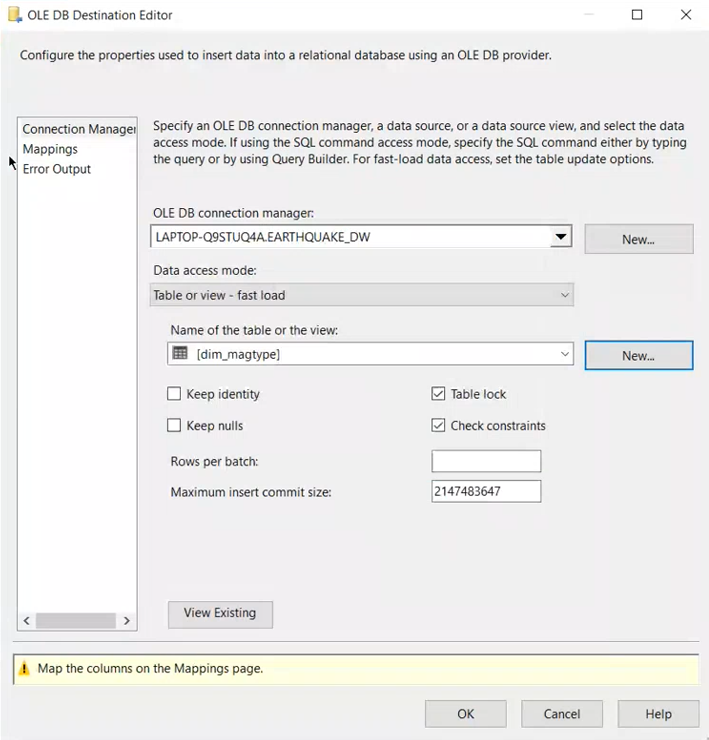 OLE DB Destination Editor
Configure the properties used to insert data into a relational database using an OLE DB provider.
Connection Manager
Mappings
Error Output
Specify an OLE DB connection manager, a data source, or a data source view, and select the data
access mode. If using the SQL command access mode, specify the SQL command either by typing
the query or by using Query Builder. For fast-load data access, set the table update options.
OLE DB connection manager:
LAPTOP-Q9STUQ4A.EARTHQUAKE_DW
New...
Data access mode:
Table or view - fast load
Name of the table or the view:
[dim_magtype]
New...
Keep identity
Table lock
Keep nulls
Check constraints
Rows per batch:
Maximum insert commit size:
2147483647
View Existing
Map the columns on the Mappings page.
OK
Cancel
Help